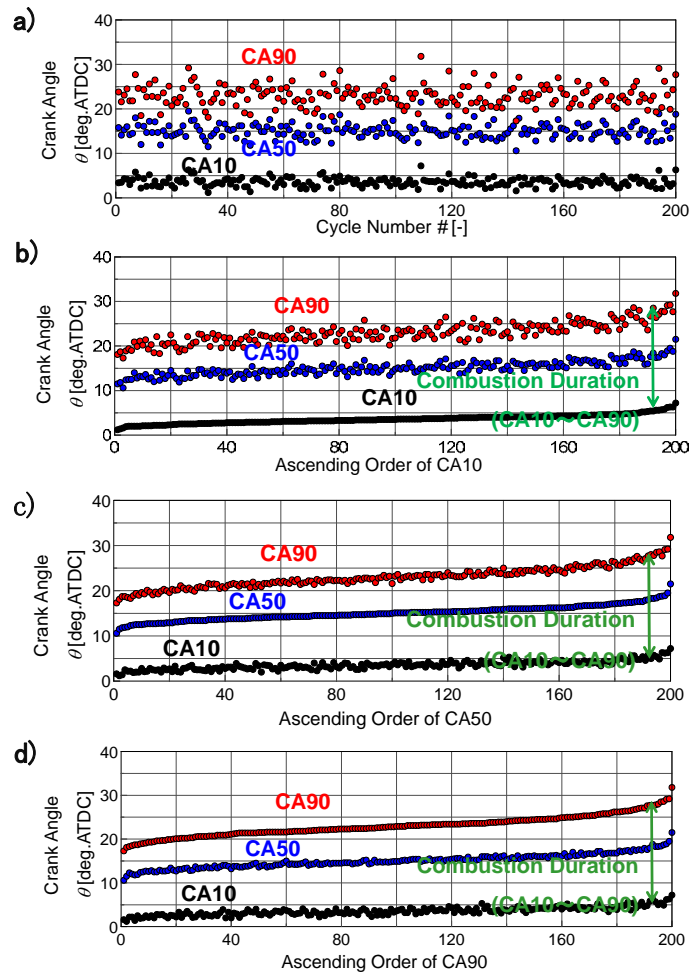 a)
40
30
20
10
0
Crank Angle
θ [deg.ATDC]
CA90
CA50
CA10
0 40 80 120 160 200
Cycle Number # [-]
b)
40
30
20
10
0
Crank Angle
θ [deg.ATDC]
CA90
CA50
CA10
Combustion Duration
(CA10～CA90)
0 40 80 120 160 200
Ascending Order of CA10
c)
40
30
20
10
0
Crank Angle
θ [deg.ATDC]
CA90
CA50
CA10
Combustion Duration
(CA10～CA90)
0 40 80 120 160 200
Ascending Order of CA50
d)
40
30
20
10
0
Crank Angle
θ [deg.ATDC]
CA90
CA50
CA10
Combustion Duration
(CA10～CA90)
0 40 80 120 160 200
Ascending Order of CA90